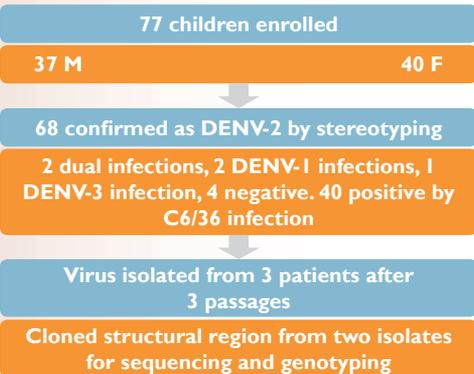 77 children enrolled
37 M 40 F
68 confirmed as DENV-2 by stereotyping
2 dual infections, 2 DENV-1 infections, 1
DENV-3 infection, 4 negative. 40 positive by
C6/36 infection
Virus isolated from 3 patients after
3 passages
Cloned structural region from two isolates
for sequencing and genotyping